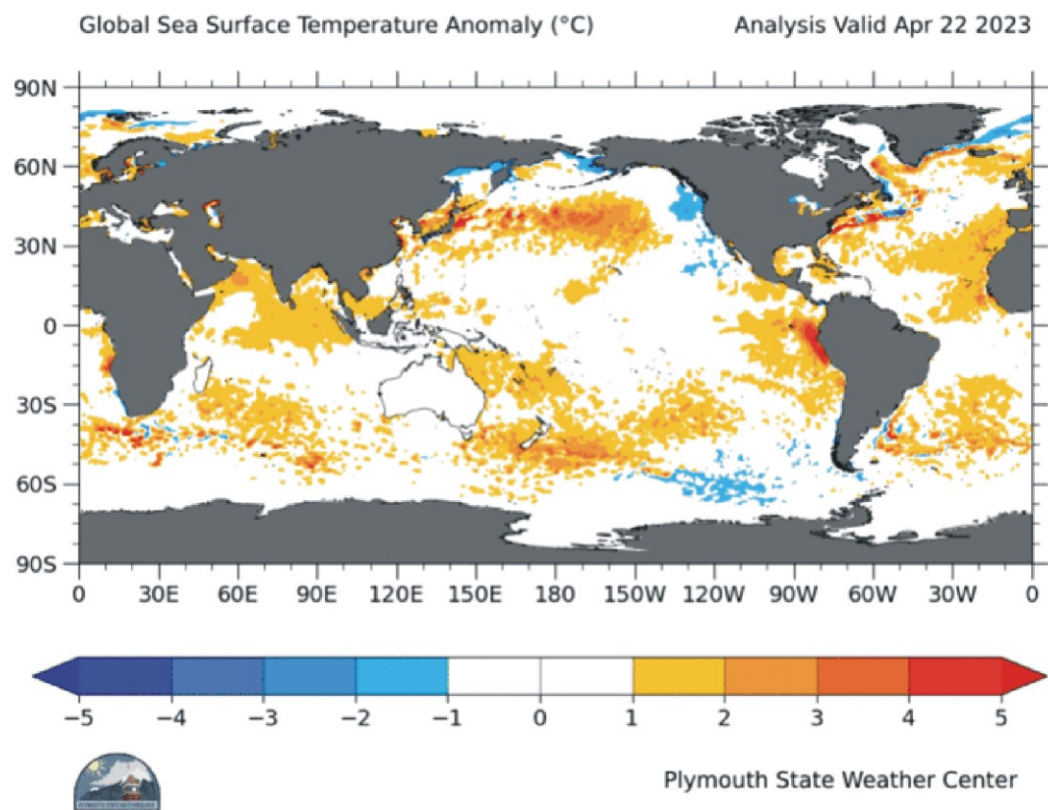 Global Sea Surface Temperature Anomaly (°C) Analysis Valid Apr 22 2023
90N
60N
30N
0
30S
60S
90S
0 30E 60E 90E 120E 150E 180 150W 120W 90W 60W 30W 0
−5 −4 −3 −2 −1 0 1 2 3 4 5
Plymouth State Weather Center